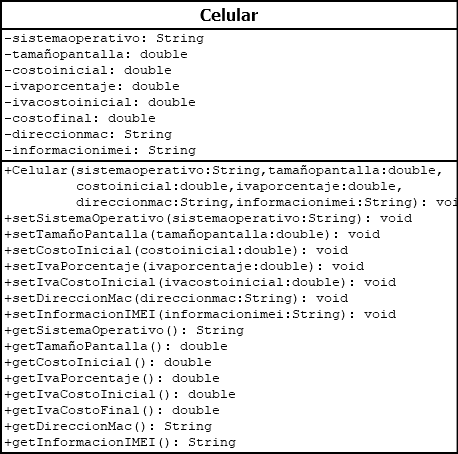 Celular
-sistemaoperativo: String
-tamañopantalla: double
-costoinicial: double
-ivaporcentaje: double
-ivacostoinicial: double
-costofinal: double
-direccionmac: String
-informacionimei: String
+Celular(sistemaoperativo:String,tamañopantalla:double,
costoinicial:double,ivaporcentaje:double,
direccionmac:String,informacionimei:String): voi
+setSistemaOperativo(sistemaoperativo:String): void
+setTamañoPantalla(tamañopantalla:double): void
+setCostoInicial(costoinicial:double): void
+setIvaPorcentaje(ivaporcentaje:double): void
+setIvaCostoInicial(ivacostoinicial:double): void
+setDireccionMac(direccionmac:String): void
+setInformacionIMEI(informacionimei:String): void
+getSistemaOperativo(): String
+getTamañoPantalla(): double
+getCostoInicial(): double
+getIvaPorcentaje(): double
+getIvaCostoInicial(): double
+getIvaCostoFinal(): double
+getDireccionMac(): String
+getInformacionIMEI(): String